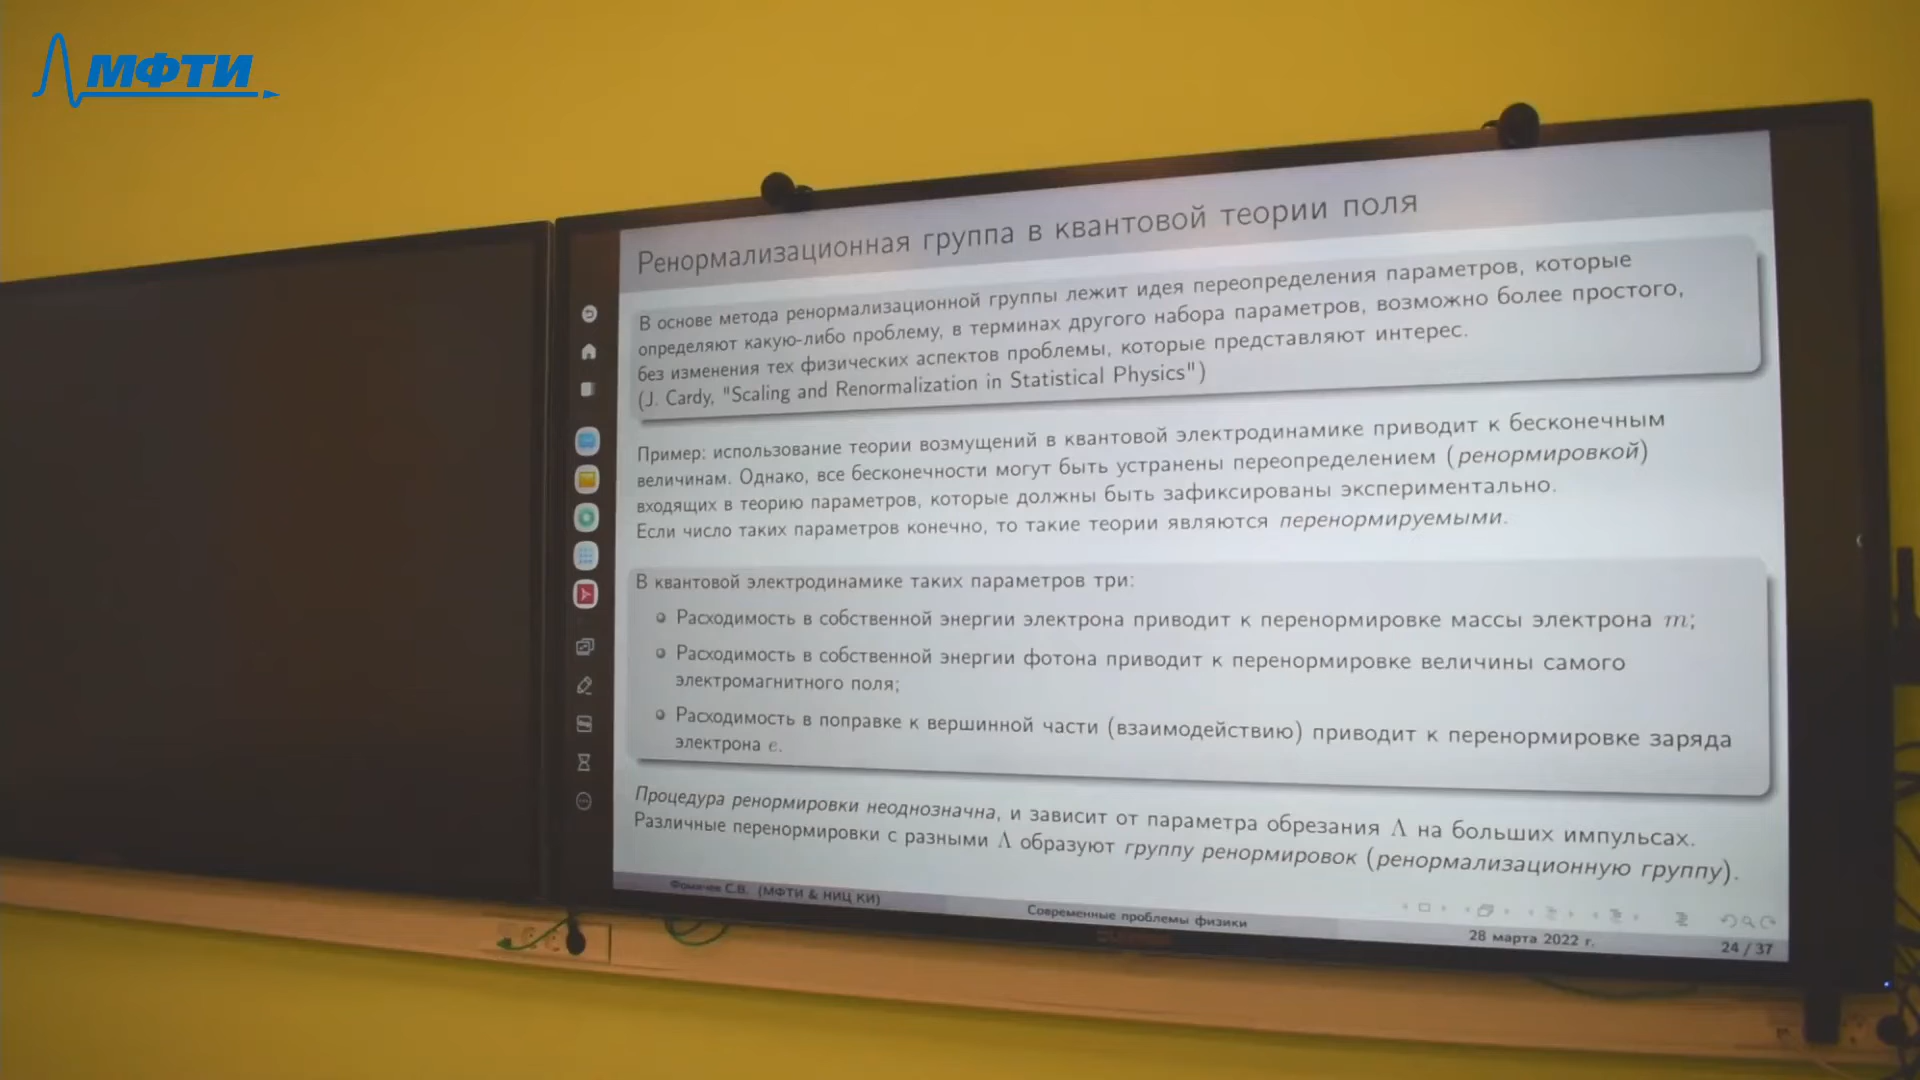 МФТИ
Ренормализационная группа в квантовой теории поля
В основе метода ренормализационной группы лежит идея переопределения параметров, которые
определяют какую-либо проблему, в терминах другого набора параметров, возможно более простого,
без изменения тех физических аспектов проблемы, которые представляют интерес.
(J. Cardy, "Scaling and Renormalization in Statistical Physics")
Пример: использование теории возмущений в квантовой электродинамике приводит к бесконечным
величинам. Однако, все бесконечности могут быть устранены переопределением (ренормировкой)
входящих в теорию параметров, которые должны быть зафиксированы экспериментально.
Если число таких параметров конечно, то такие теории являются перенормируемыми.
В квантовой электродинамике таких параметров три:
Расходимость в собственной энергии электрона приводит к перенормировке массы электрона m;
Расходимость в собственной энергии фотона приводит к перенормировке величины самого
электромагнитного поля;
Расходимость в поправке к вершинной части (взаимодействию) приводит к перенормировке заряда
электрона e.
Процедура ренормировки неоднозначна, и зависит от параметра обрезания Λ на больших импульсах.
Различные перенормировки с разными Λ образуют группу ренормировок (ренормализационную группу).
С.В. (МФТИ & НИЦ КИ)
Современные проблемы физики
28 марта 2022 г.
24 / 37